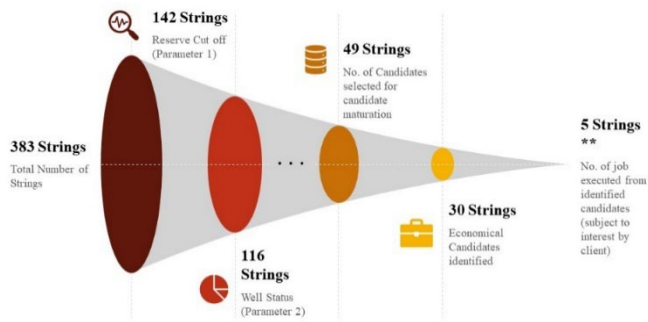 142 Strings
Reserve Cut off
(Parameter 1)
49 Strings
No. of Candidates
selected for
candidate
maturation
383 Strings
Total Number of
Strings
5 Strings
**
No. of job
executed from
identified
candidates
(subject to
interest by
client)
116
Strings
Well Status
(Parameter 2)
30 Strings
Economical
Candidates
identified